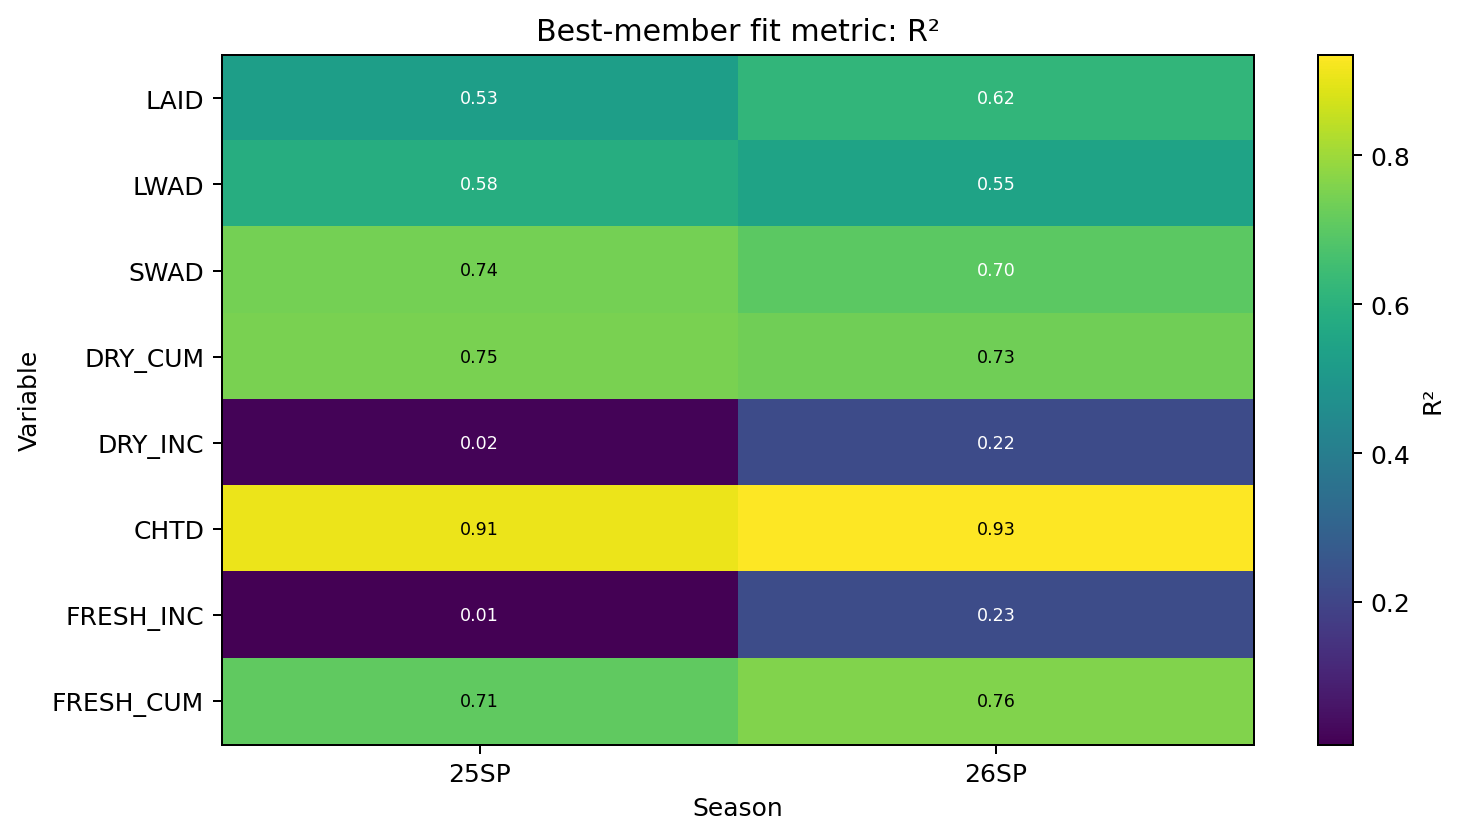 Best-member fit metric: R²
LAID 0.53 0.62
LWAD 0.58 0.55
SWAD 0.74 0.70
DRY_CUM 0.75 0.73
DRY_INC 0.02 0.22
CHTD 0.91 0.93
FRESH_INC 0.01 0.23
FRESH_CUM 0.71 0.76
25SP 26SP
Season
Variable
0.8
0.6
0.4
0.2
R²